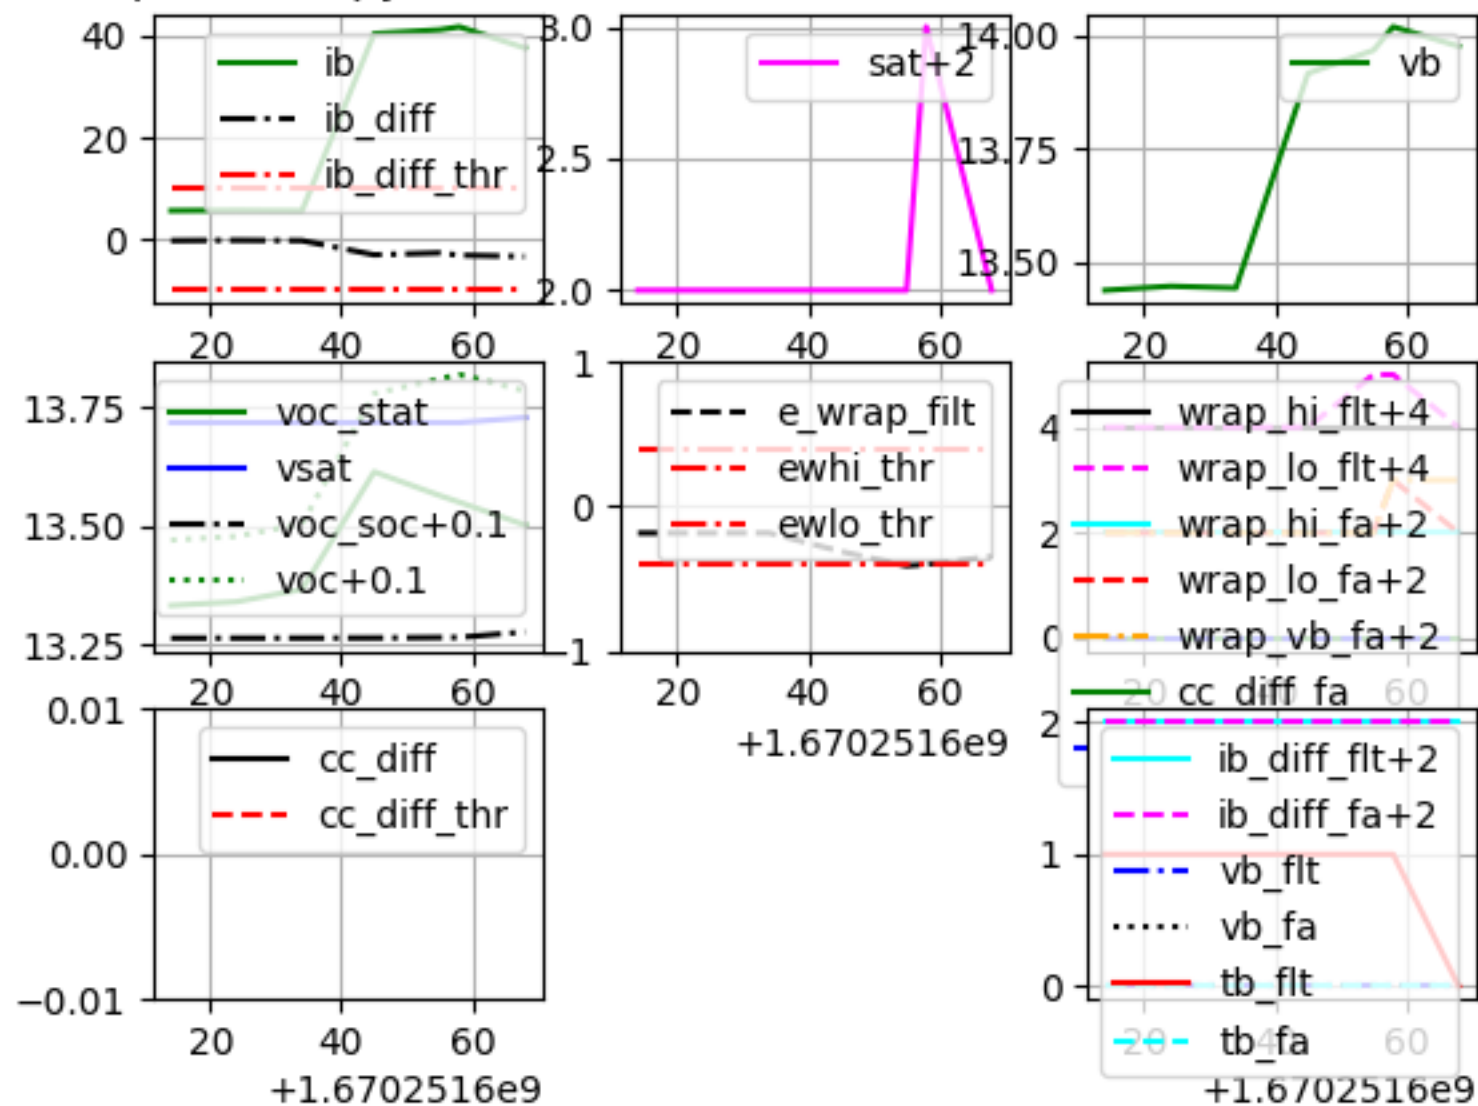 40
20
0
ib
ib_diff
ib_diff_thr
20 40 60
3.0
2.5
2.0
sat+2
20 40 60
14.00
13.75
13.50
vb
20 40 60
13.75
13.50
13.25
voc_stat
vsat
voc_soc+0.1
voc+0.1
20 40 60
1
0
−1
e_wrap_filt
ewhi_thr
ewlo_thr
20 40 60
+1.6702516e9
4
2
0
wrap_hi_flt+4
wrap_lo_flt+4
wrap_hi_fa+2
wrap_lo_fa+2
wrap_vb_fa+2
cc_diff_fa
20 40 60
0.01
0.00
−0.01
cc_diff
cc_diff_thr
20 40 60
+1.6702516e9
2
1
0
ib_diff_flt+2
ib_diff_fa+2
vb_flt
vb_fa
tb_flt
tb_fa
20 40 60
+1.6702516e9